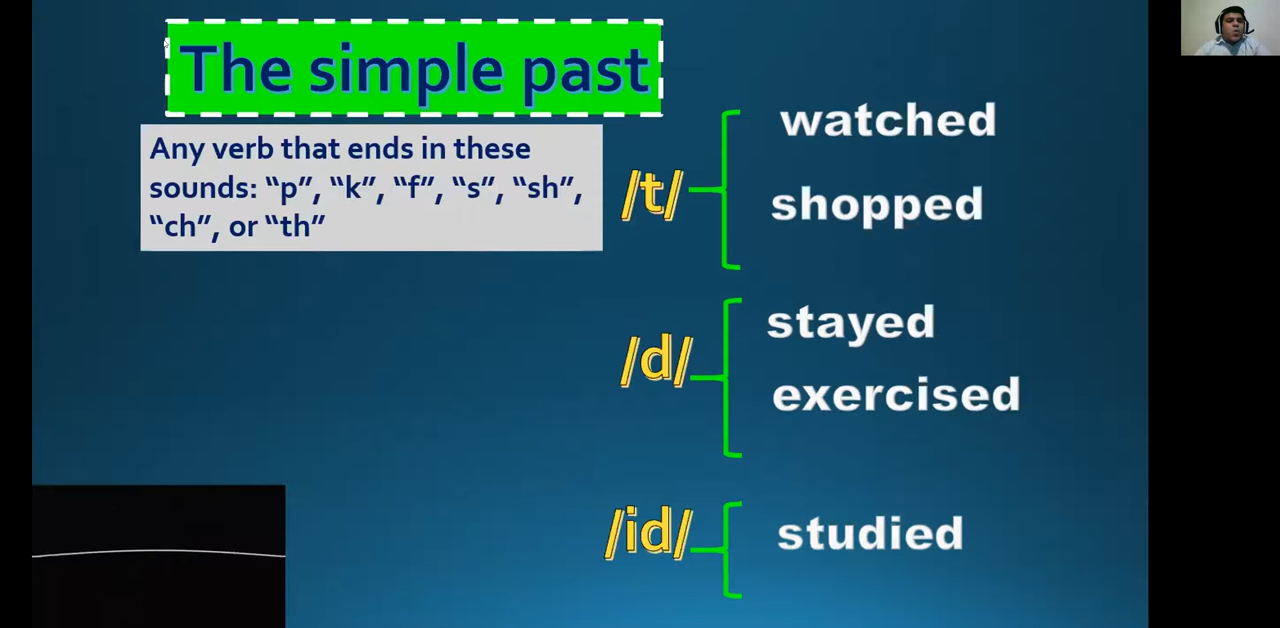 The simple past
Any verb that ends in these
sounds: “p”, “k”, “f”, “s”, “sh”,
“ch”, or “th”
/t/
watched
shopped
/d/
stayed
exercised
/id/
studied